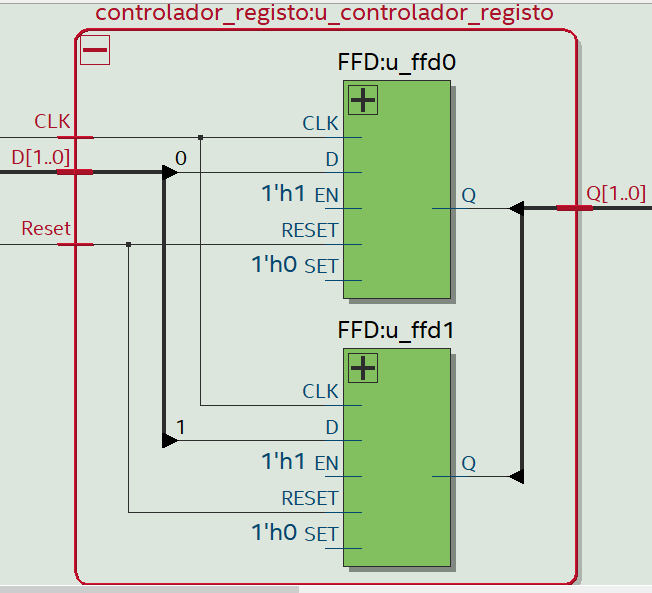 controlador_registo:u_controlador_registo
FFD:u_ffd0
CLK
CLK
D[1..0]
0
D
1'h1 EN
Q
Q[1..0]
Reset
RESET
1'h0 SET
FFD:u_ffd1
CLK
1
D
1'h1 EN
Q
RESET
1'h0 SET